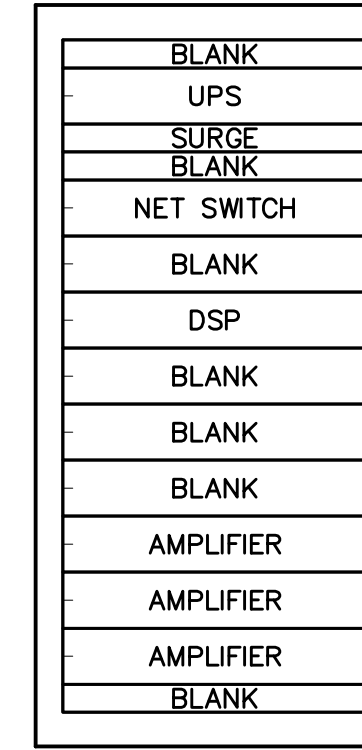 BLANK
UPS
SURGE
BLANK
NET SWITCH
BLANK
DSP
BLANK
BLANK
BLANK
AMPLIFIER
AMPLIFIER
AMPLIFIER
BLANK